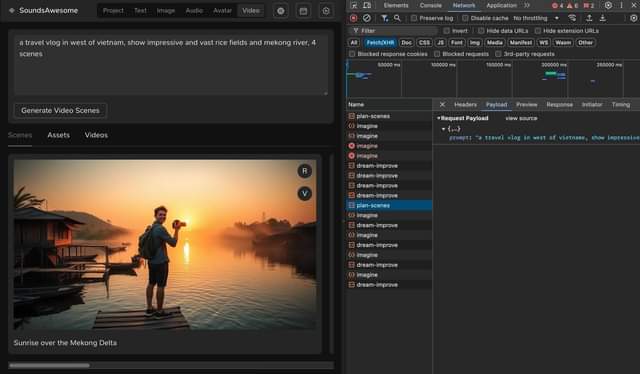 SoundsAwesome
Project Text Image Audio Avatar Video
a travel vlog in west of vietnam, show impressive and vast rice fields and mekong river, 4
scenes
Generate Video Scenes
Scenes Assets Videos
R
V
Sunrise over the Mekong Delta
Elements Console Network
4 6 2
Preserve log Disable cache No throttling
Filter Invert Hide data URLs Hide extension URLs
All Fetch/XHR Doc CSS JS Font Img Media Manifest WS Wasm Other
Blocked response cookies Blocked requests 3rd-party requests
50000 ms 100000 ms 150000 ms 200000 ms 250000 ms
Name
plan-scenes
imagine
imagine
imagine
imagine
dream-improve
dream-improve
dream-improve
dream-improve
plan-scenes
imagine
dream-improve
imagine
dream-improve
imagine
dream-improve
imagine
dream-improve
Headers Payload Preview Response Initiator Timing
Request Payload view source
{,…}
prompt: "a travel vlog in west of vietname, show impressive